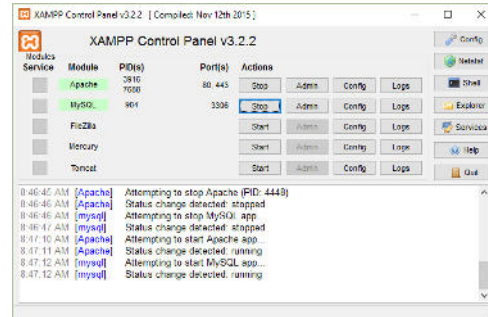 XAMPP Control Panel v3.2.2 [ Compiled: Nov 12th 2015 ]
XAMPP Control Panel v3.2.2
Config
Modules
Service Module PID(s) Port(s) Actions
Netstat
Apache 3916 7680 80, 443 Stop Admin Config Logs
Shell
MySQL 904 3306 Stop Admin Config Logs
Explorer
FileZilla Start Admin Config Logs
Services
Mercury Start Admin Config Logs
Help
Tomcat Start Admin Config Logs
Quit
8:46:45 AM [Apache] Attempting to stop Apache (PID: 4448)
8:46:46 AM [Apache] Status change detected: stopped
8:46:46 AM [mysql] Attempting to stop MySQL app
8:46:47 AM [mysql] Status change detected: stopped
8:47:10 AM [Apache] Attempting to start Apache app...
8:47:11 AM [Apache] Status change detected: running
8:47:12 AM [mysql] Attempting to start MySQL app...
8:47:12 AM [mysql] Status change detected: running